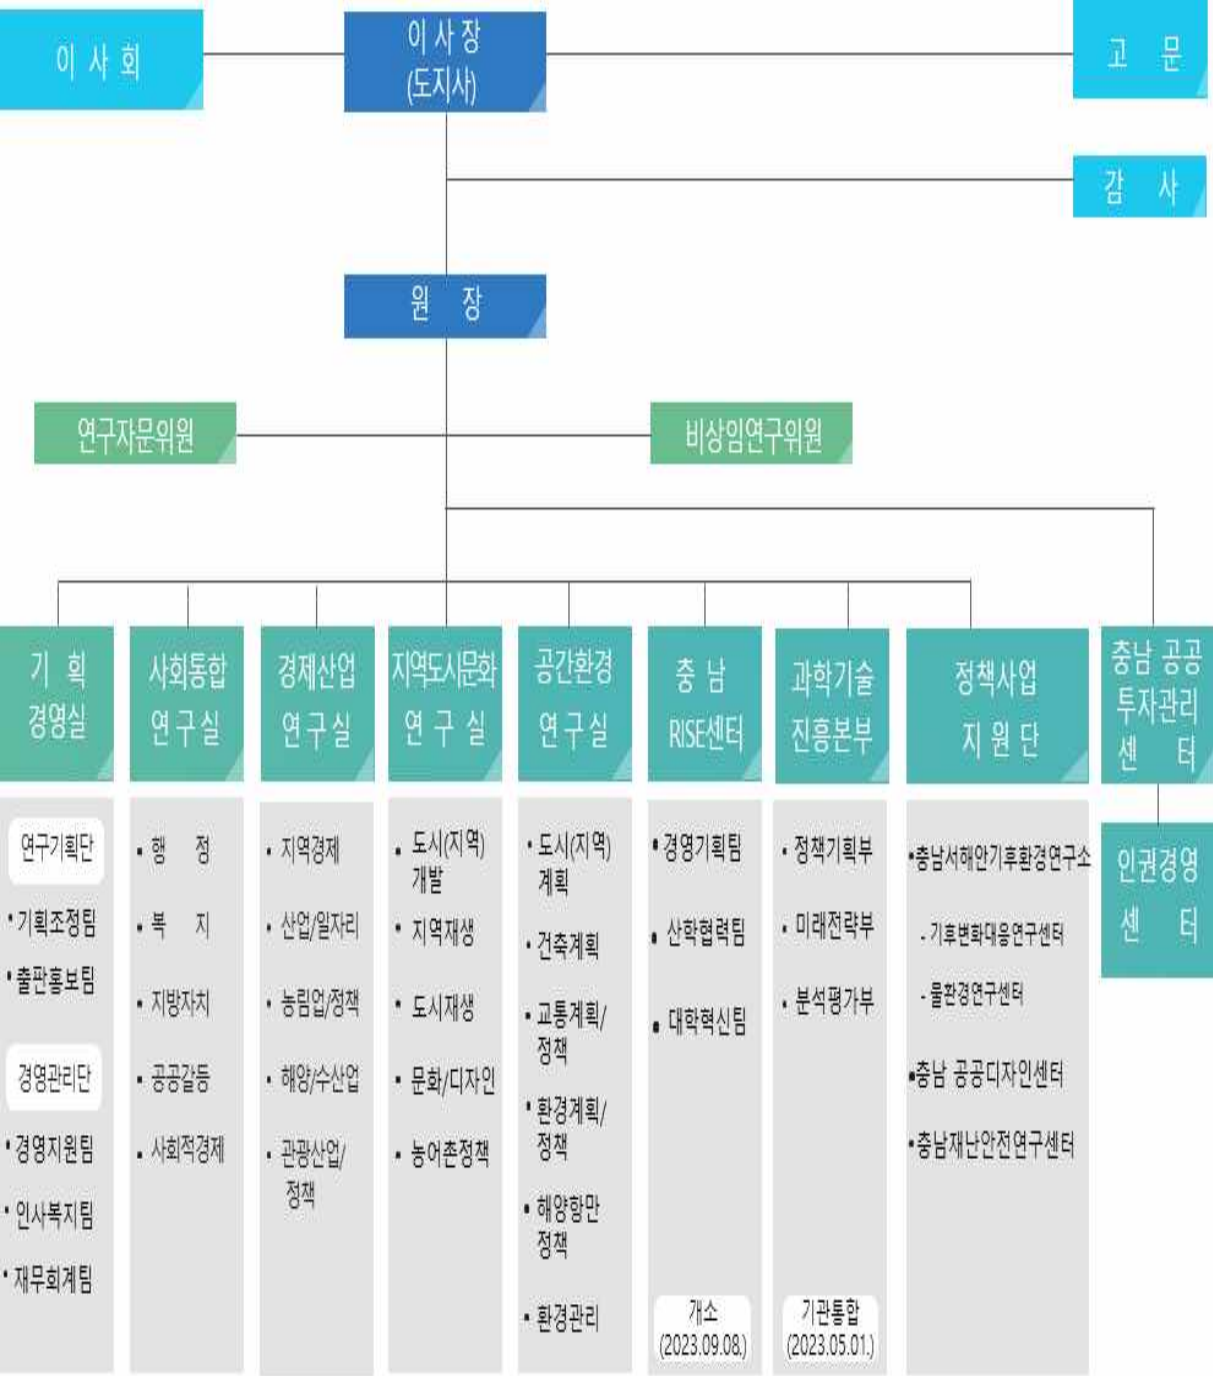 이 사 회
이 사 장
(도지사)
고 문
감 사
원 장
연구자문위원
비상임연구위원
기 획
경영실
연구기획단
• 기획조정팀
• 출판홍보팀
경영관리단
• 경영지원팀
• 인사복지팀
• 재무회계팀
사회통합
연 구 실
• 행 정
• 복 지
• 지방자치
• 공공갈등
• 사회적경제
경제산업
연 구 실
• 지역경제
• 산업/일자리
• 농림업/정책
• 해양/수산업
• 관광산업/
정책
지역도시문화
연 구 실
• 도시(지역)
개발
• 지역재생
• 도시재생
• 문화/디자인
• 농어촌정책
공간환경
연 구 실
• 도시(지역)
계획
• 건축계획
• 교통계획/
정책
• 환경계획/
정책
• 해양항만
정책
• 환경관리
충 남
RISE센터
• 경영기획팀
• 산학협력팀
• 대학혁신팀
개소
(2023.09.08.)
과학기술
진흥본부
• 정책기획부
• 미래전략부
• 분석평가부
기관통합
(2023.05.01.)
정책사업
지 원 단
•충남서해안기후환경연구소
- 기후변화대응연구센터
- 물환경연구센터
•충남 공공디자인센터
•충남재난안전연구센터
충남 공공
투자관리
센 터
인권경영
센 터